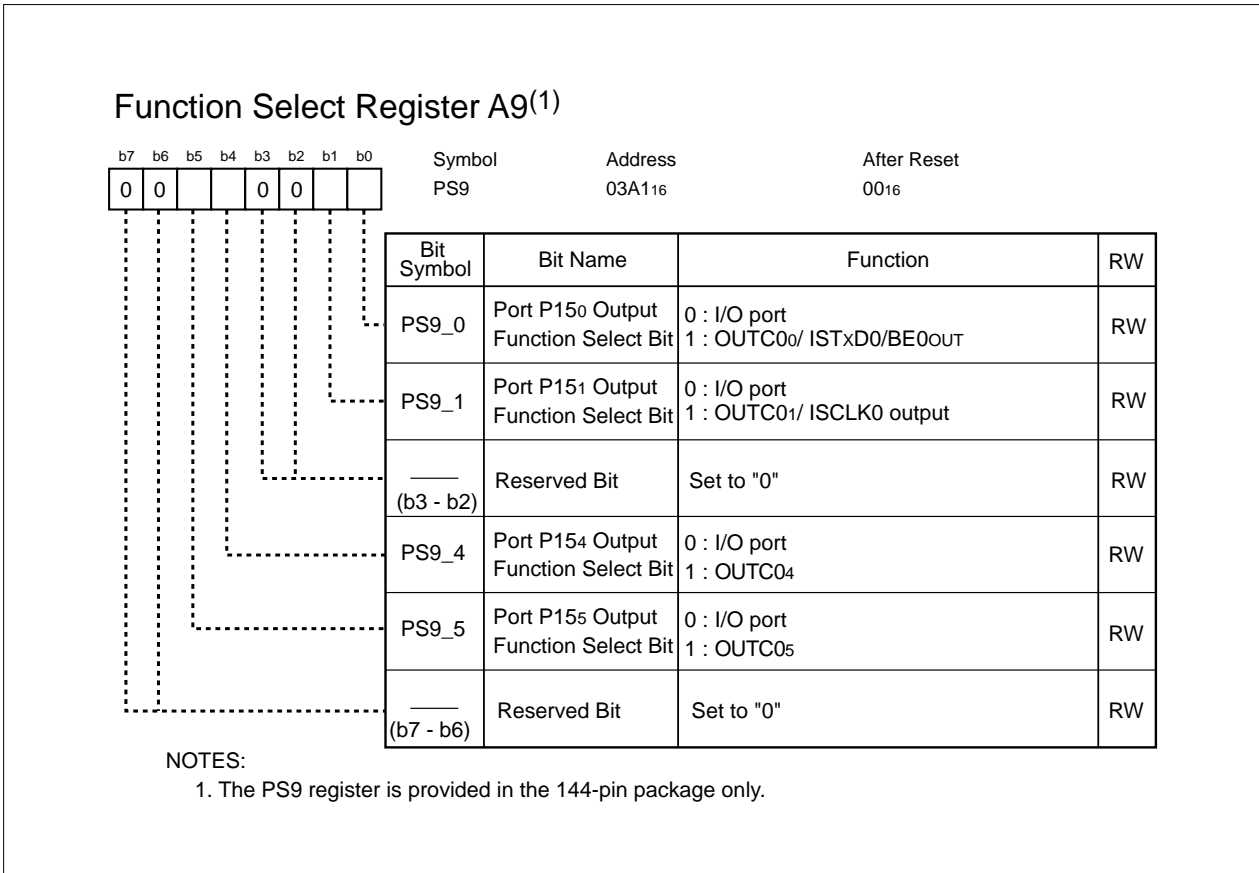 Function Select Register A9(1)
b7 b6 b5 b4 b3 b2 b1 b0 Symbol Address After Reset
0 0 0 0 PS9 03A116 0016
Bit Symbol Bit Name Function RW
PS9_0 Port P150 Output Function Select Bit 0 : I/O port 1 : OUTC00/ ISTxD0/BE0OUT RW
PS9_1 Port P151 Output Function Select Bit 0 : I/O port 1 : OUTC01/ ISCLK0 output RW
(b3 - b2) Reserved Bit Set to "0" RW
PS9_4 Port P154 Output Function Select Bit 0 : I/O port 1 : OUTC04 RW
PS9_5 Port P155 Output Function Select Bit 0 : I/O port 1 : OUTC05 RW
(b7 - b6) Reserved Bit Set to "0" RW
NOTES:
1. The PS9 register is provided in the 144-pin package only.